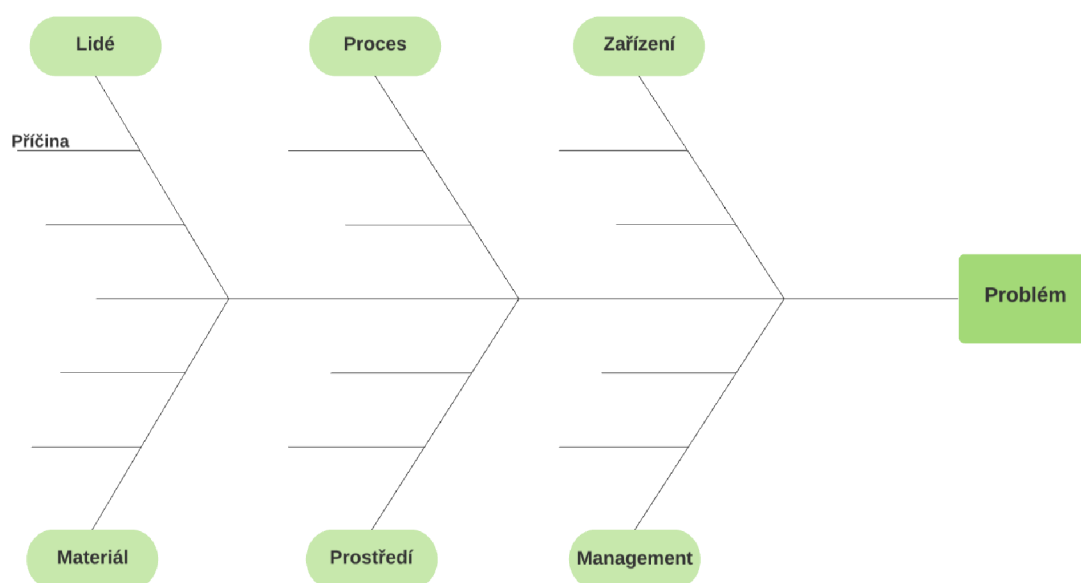 Lidé
Proces
Zařízení
Příčina
Problém
Materiál
Prostředí
Management